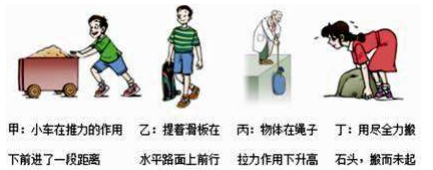 甲：小车在推力的作用 乙：提着滑板在 丙：物体在绳子 丁：用尽全力搬
下前进了一段距离 水平路面上前行 拉力作用下升高 石头，搬而未起